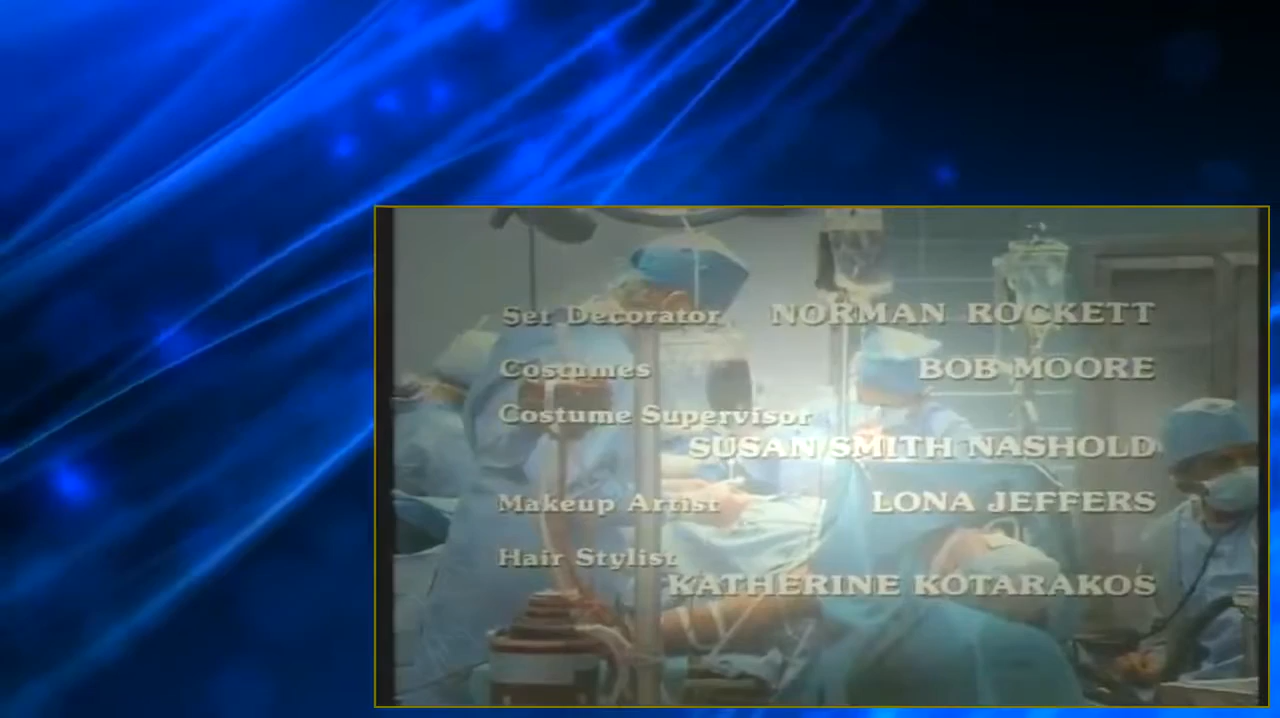 Set Decorator NORMAN ROCKETT
Costumes BOB MOORE
Costume Supervisor
SUSAN SMITH NASHOLD
Makeup Artist LONA JEFFERS
Hair Stylist
KATHERINE KOTARAKOS